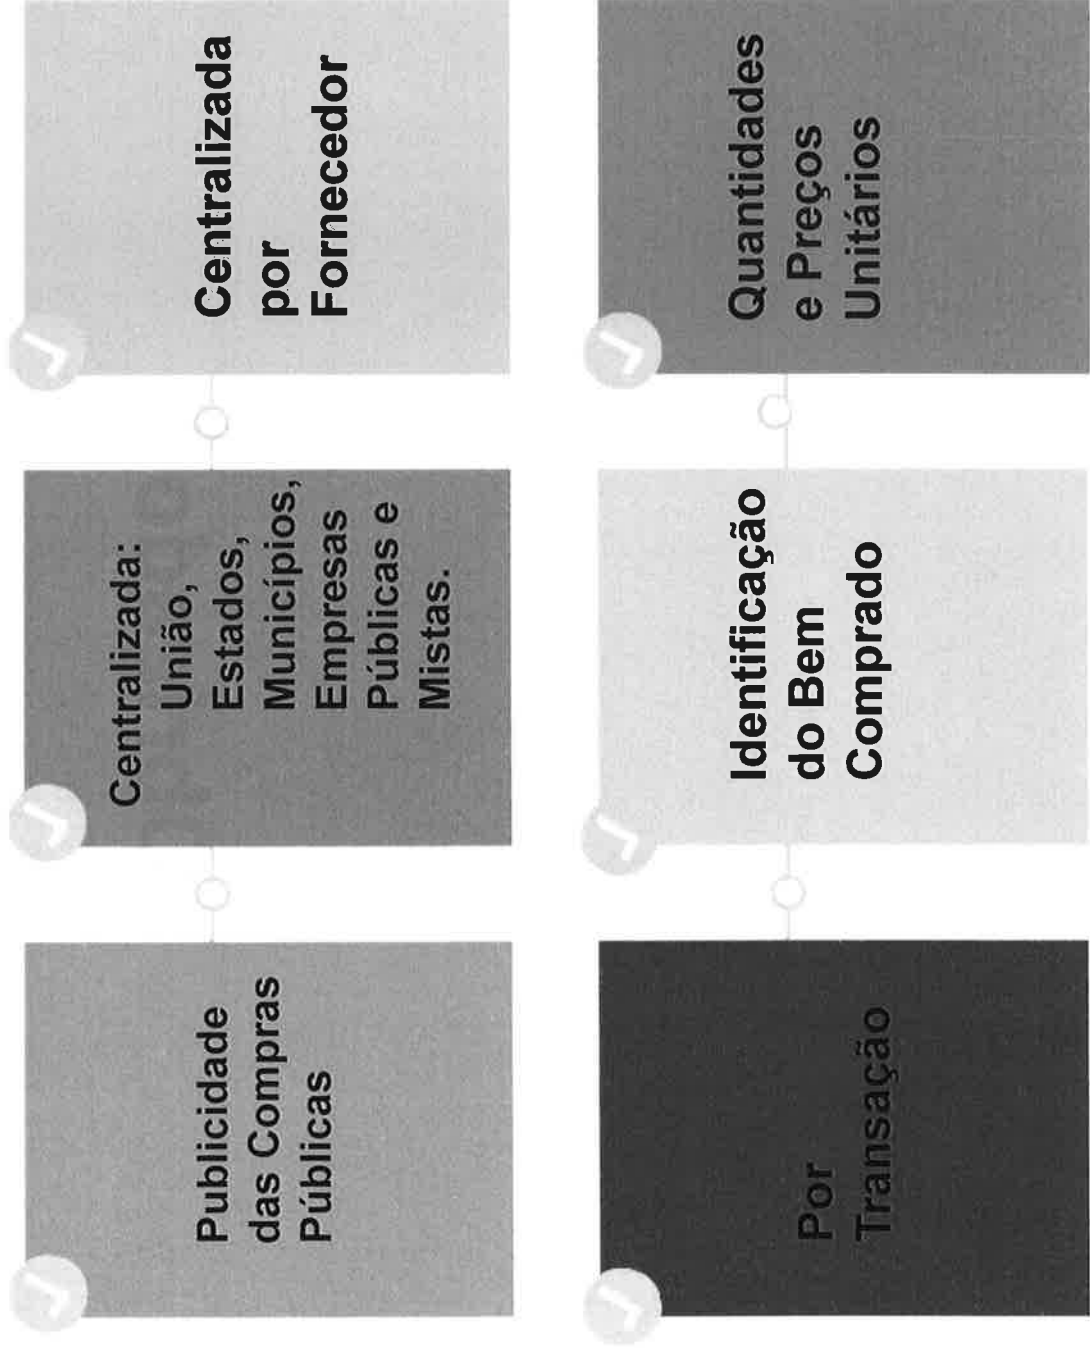 Publicidade
das Compras
Públicas
Centralizada:
União,
Estados,
Municípios,
Empresas
Públicas e
Mistas.
Centralizada
por
Fornecedor
Por
Transação
Identificação
do Bem
Comprado
Quantidades
e Preços
Unitários